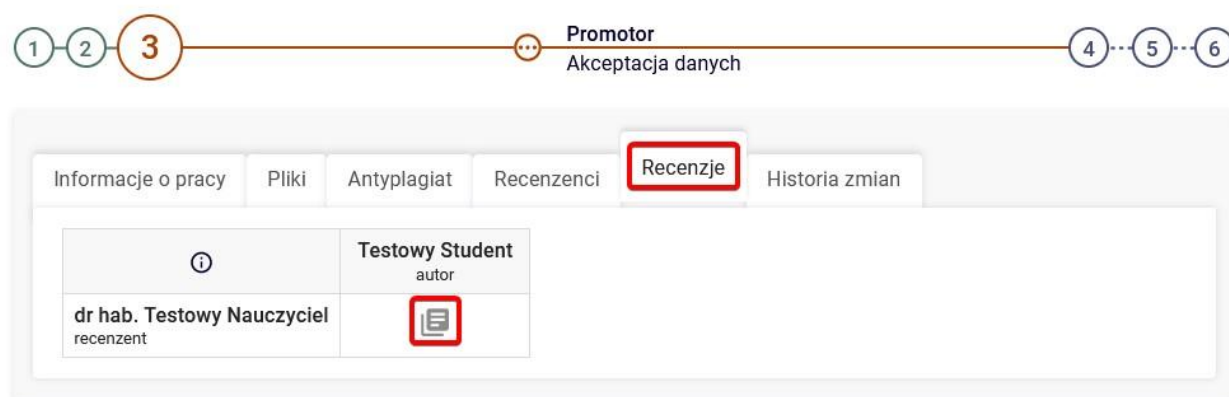 1 2 3
Promotor
Akceptacja danych
4 5 6
Informacje o pracy Pliki Antyplagiat Recenzenci Recenzje Historia zmian
Testowy Student
autor
dr hab. Testowy Nauczyciel
recenzent